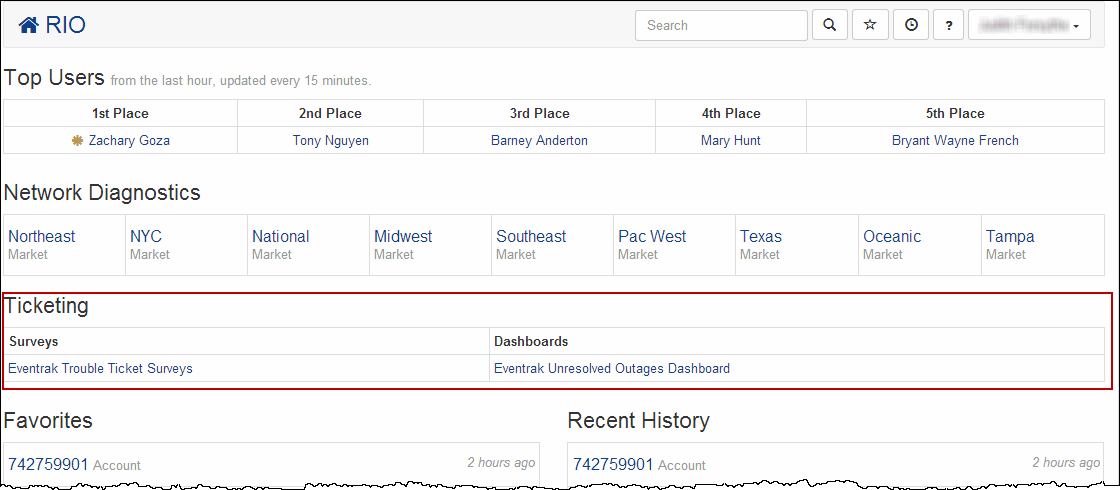 RIO
Search
?
Top Users from the last hour, updated every 15 minutes.
1st Place 2nd Place 3rd Place 4th Place 5th Place
Zachary Goza Tony Nguyen Barney Anderton Mary Hunt Bryant Wayne French
Network Diagnostics
Northeast NYC National Midwest Southeast Pac West Texas Oceanic Tampa
Market Market Market Market Market Market Market Market Market
Ticketing
Surveys Dashboards
Eventrak Trouble Ticket Surveys Eventrak Unresolved Outages Dashboard
Favorites Recent History
742759901 Account 2 hours ago 742759901 Account 2 hours ago